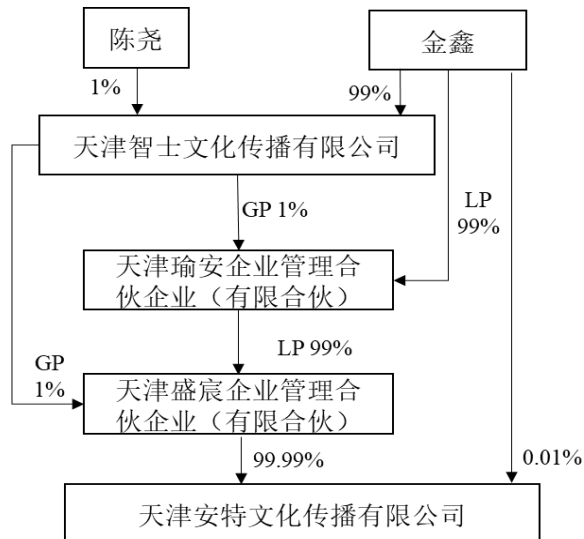 陈尧
金鑫
1%
99%
天津智士文化传播有限公司
GP 1%
LP
99%
天津瑜安企业管理合
伙企业（有限合伙）
LP 99%
GP
1%
天津盛宸企业管理合
伙企业（有限合伙）
99.99%
0.01%
天津安特文化传播有限公司